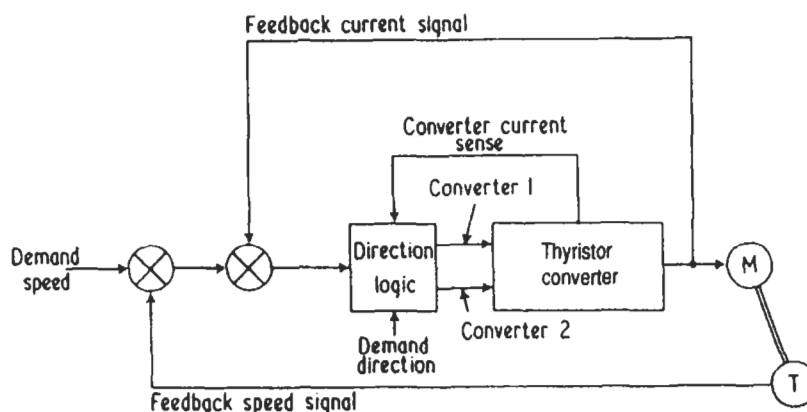 Feedback current signal
Converter current
sense
Converter 1
Demand
speed
Direction
logic
Thyristor
converter
M
Demand
direction
Converter 2
T
Feedback speed signal